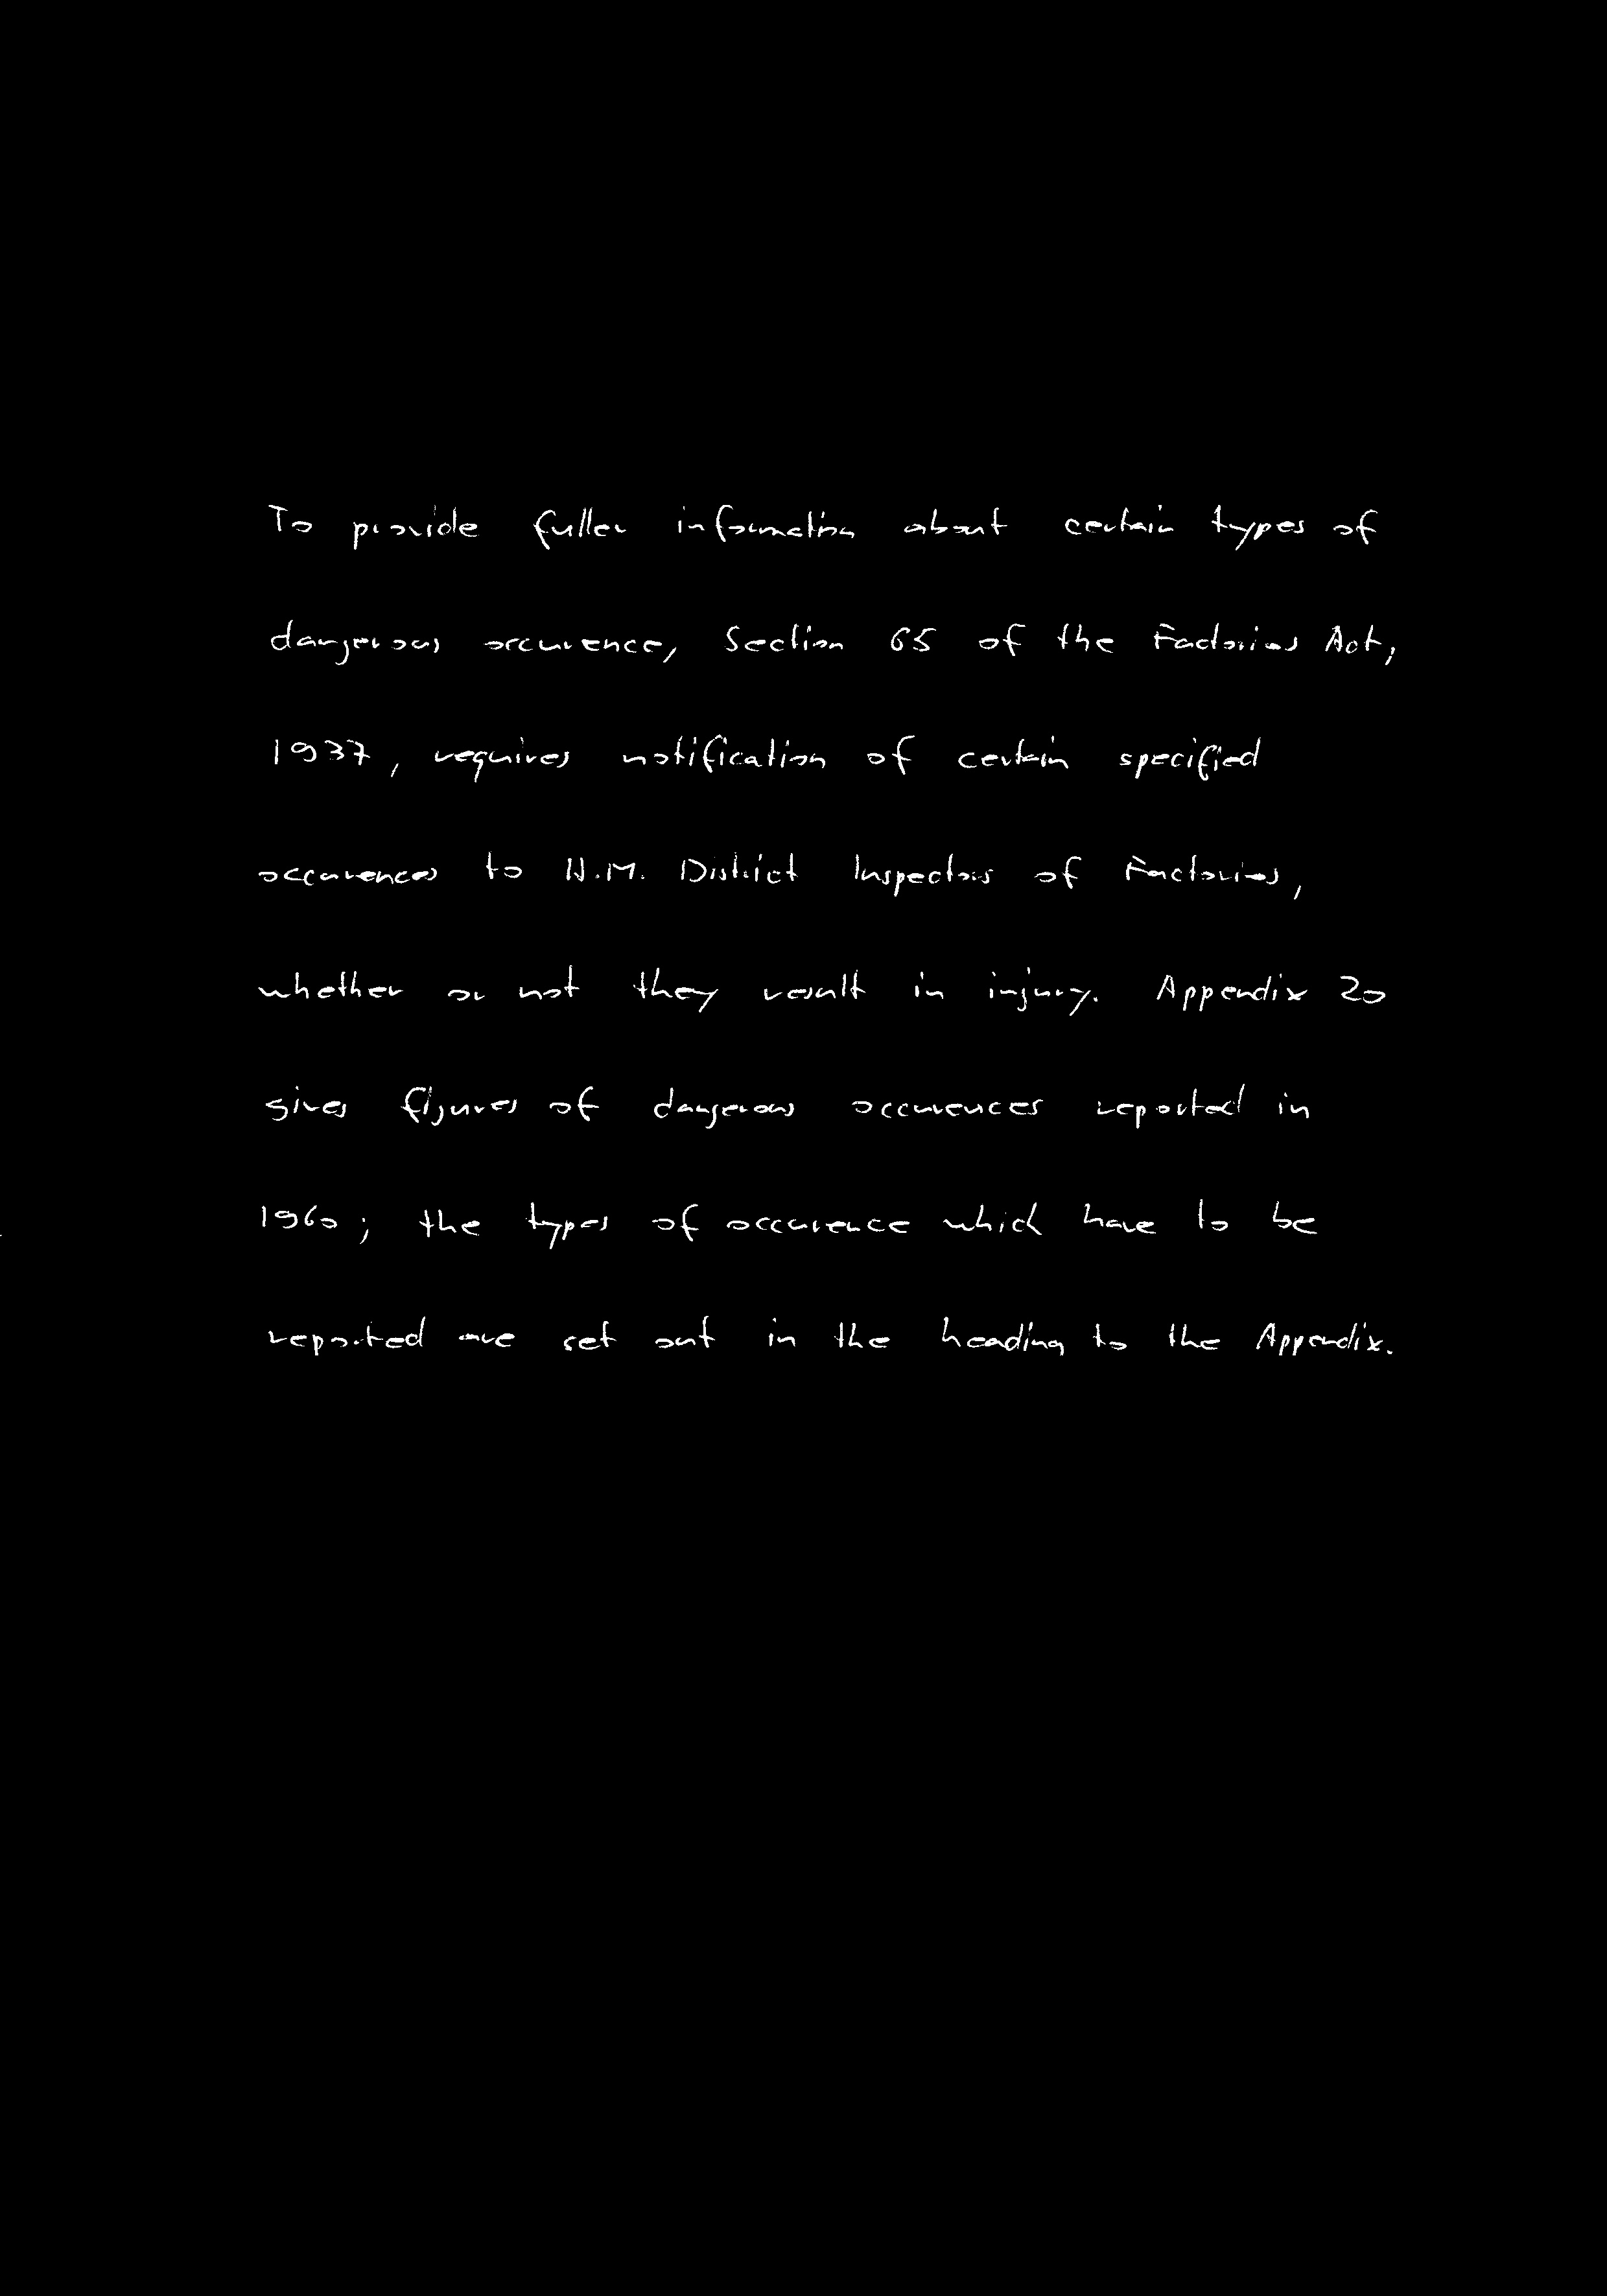 To provide fuller information about certain types of
dangerous occurence, Section 65 of the Factories Act,
1937, requires notification of certain specified
occurences to H.M. District Inspectors of Factories,
whether or not they result in injury. Appendix 20
gives figures of dangerous occurences reported in
1960; the types of occurence which have to be
reported are set out in the heading to the Appendix.